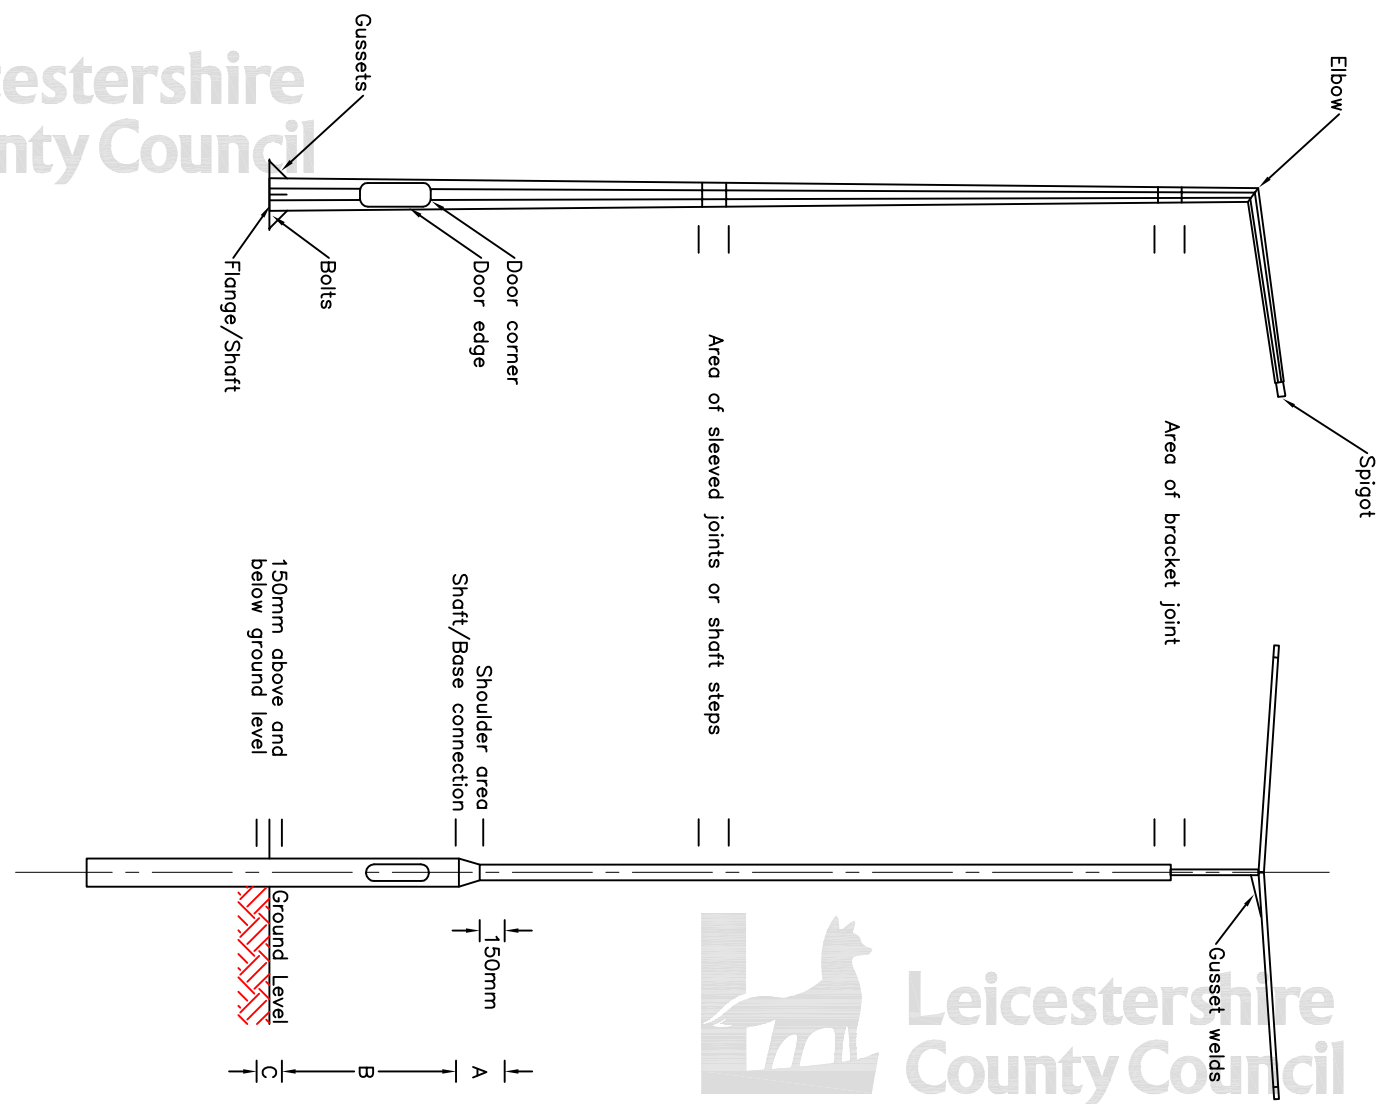 Elbow
Spigot
Gussets
Area of bracket joint
Area of sleeved joints or shaft steps
Door corner
Door edge
Bolts
Flange/Shaft
Gusset welds
Shoulder area
Shaft/Base connection
150mm above and
below ground level
150mm
Ground Level
A
B
C
cestershire
nty Council
Leicestershire
County Council